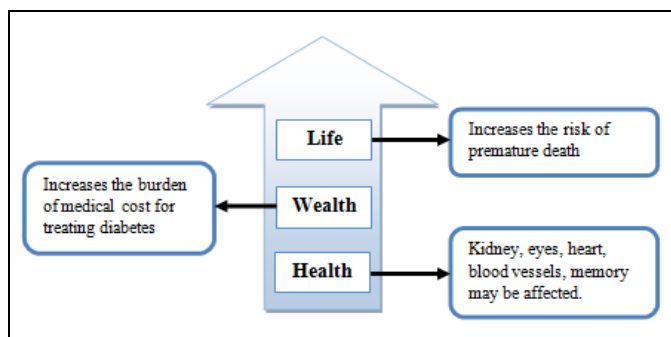 Life
Increases the risk of
premature death
Increases the burden
of medical cost for
treating diabetes
Wealth
Health
Kidney, eyes, heart,
blood vessels, memory
may be affected.